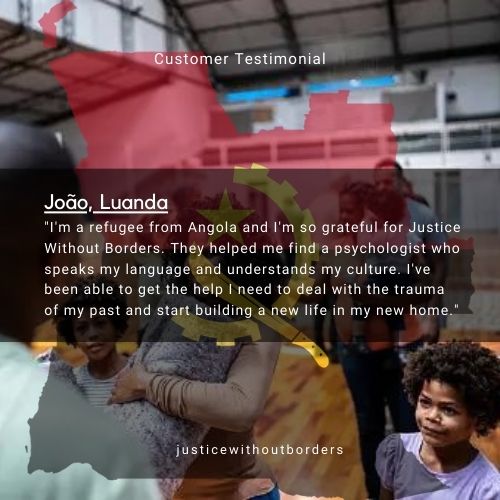 Customer Testimonial
João, Luanda
"I'm a refugee from Angola and I'm so grateful for Justice
Without Borders. They helped me find a psychologist who
speaks my language and understands my culture. I've
been able to get the help I need to deal with the trauma
of my past and start building a new life in my new home."
justicewithoutborders